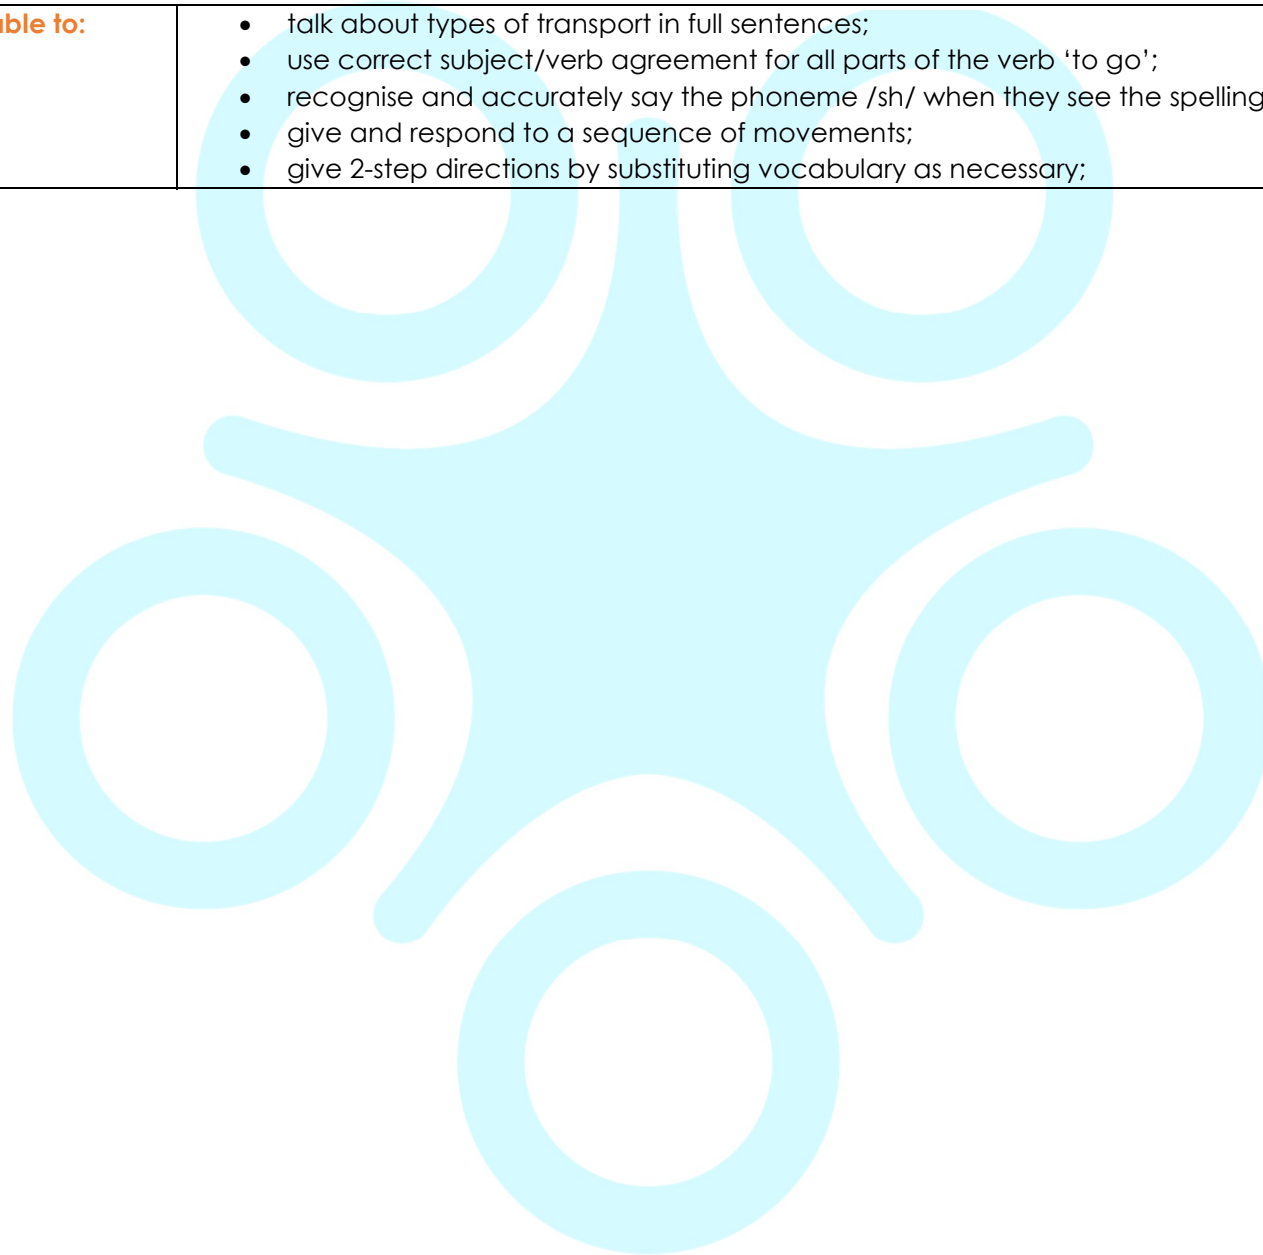 able to:
• talk about types of transport in full sentences;
• use correct subject/verb agreement for all parts of the verb ‘to go’;
• recognise and accurately say the phoneme /sh/ when they see the spelling
• give and respond to a sequence of movements;
• give 2-step directions by substituting vocabulary as necessary;